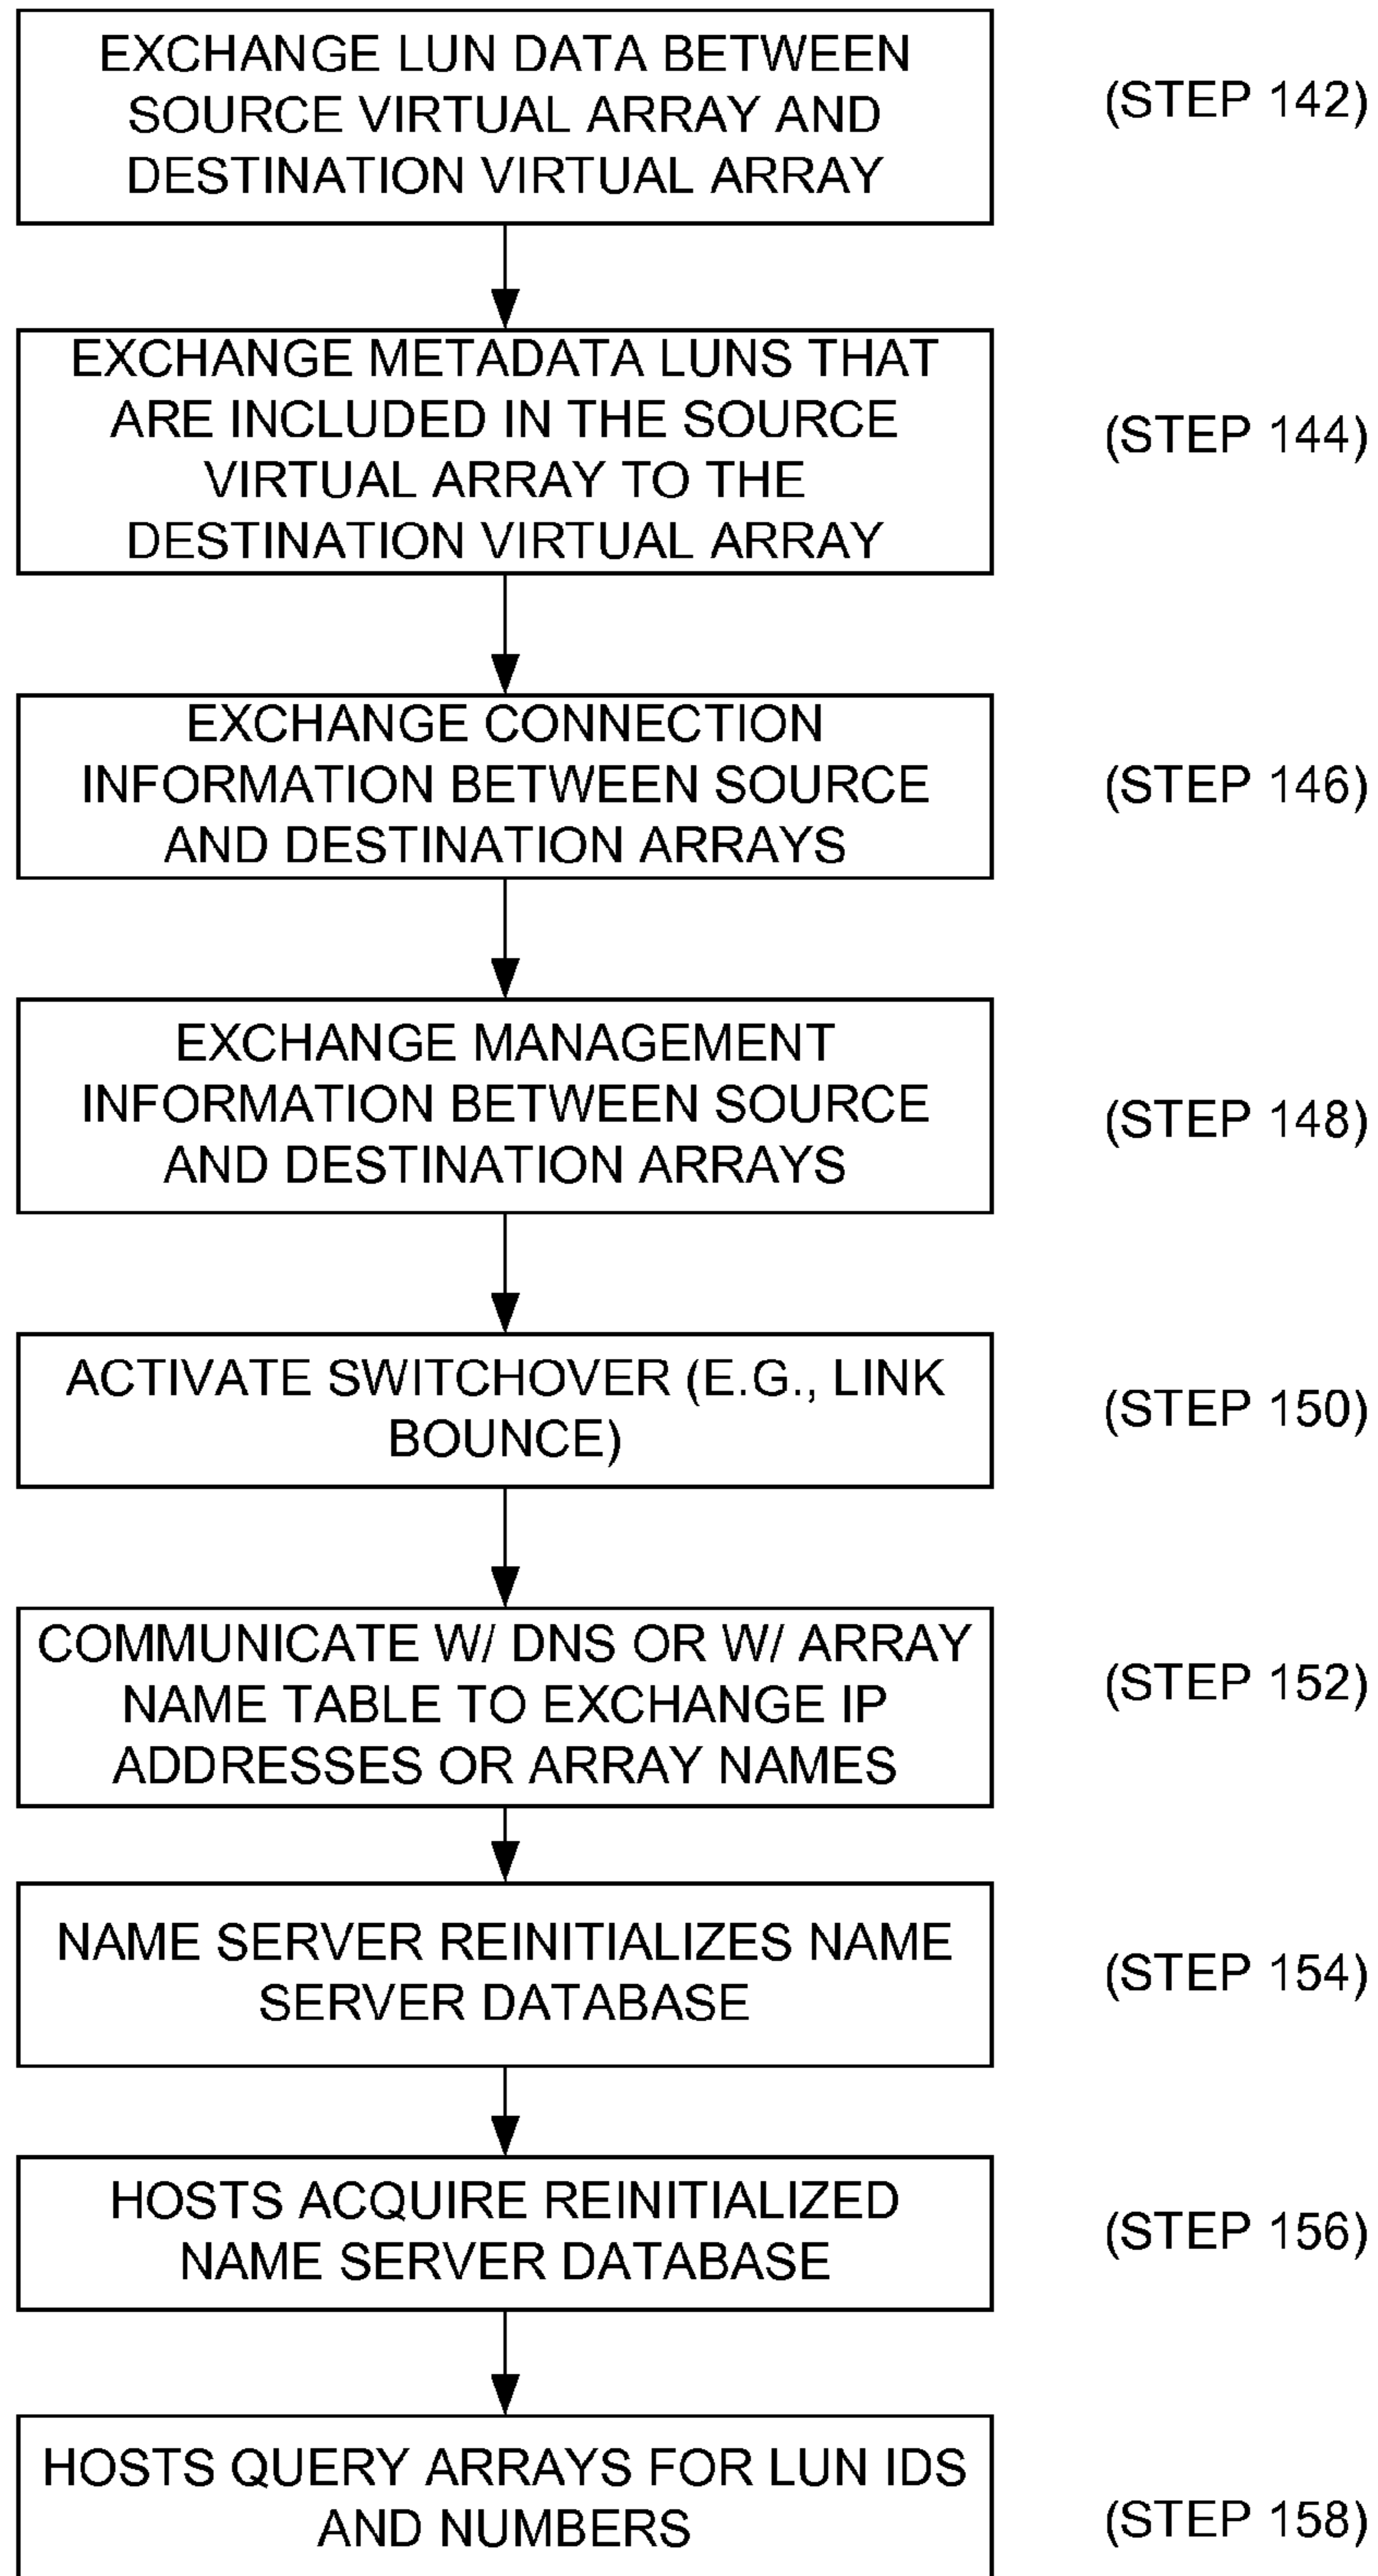 EXCHANGE LUN DATA BETWEEN
SOURCE VIRTUAL ARRAY AND
DESTINATION VIRTUAL ARRAY
(STEP 142)
EXCHANGE METADATA LUNS THAT
ARE INCLUDED IN THE SOURCE
VIRTUAL ARRAY TO THE
DESTINATION VIRTUAL ARRAY
(STEP 144)
EXCHANGE CONNECTION
INFORMATION BETWEEN SOURCE
AND DESTINATION ARRAYS
(STEP 146)
EXCHANGE MANAGEMENT
INFORMATION BETWEEN SOURCE
AND DESTINATION ARRAYS
(STEP 148)
ACTIVATE SWITCHOVER (E.G., LINK
BOUNCE)
(STEP 150)
COMMUNICATE W/ DNS OR W/ ARRAY
NAME TABLE TO EXCHANGE IP
ADDRESSES OR ARRAY NAMES
(STEP 152)
NAME SERVER REINITIALIZES NAME
SERVER DATABASE
(STEP 154)
HOSTS ACQUIRE REINITIALIZED
NAME SERVER DATABASE
(STEP 156)
HOSTS QUERY ARRAYS FOR LUN IDS
AND NUMBERS
(STEP 158)